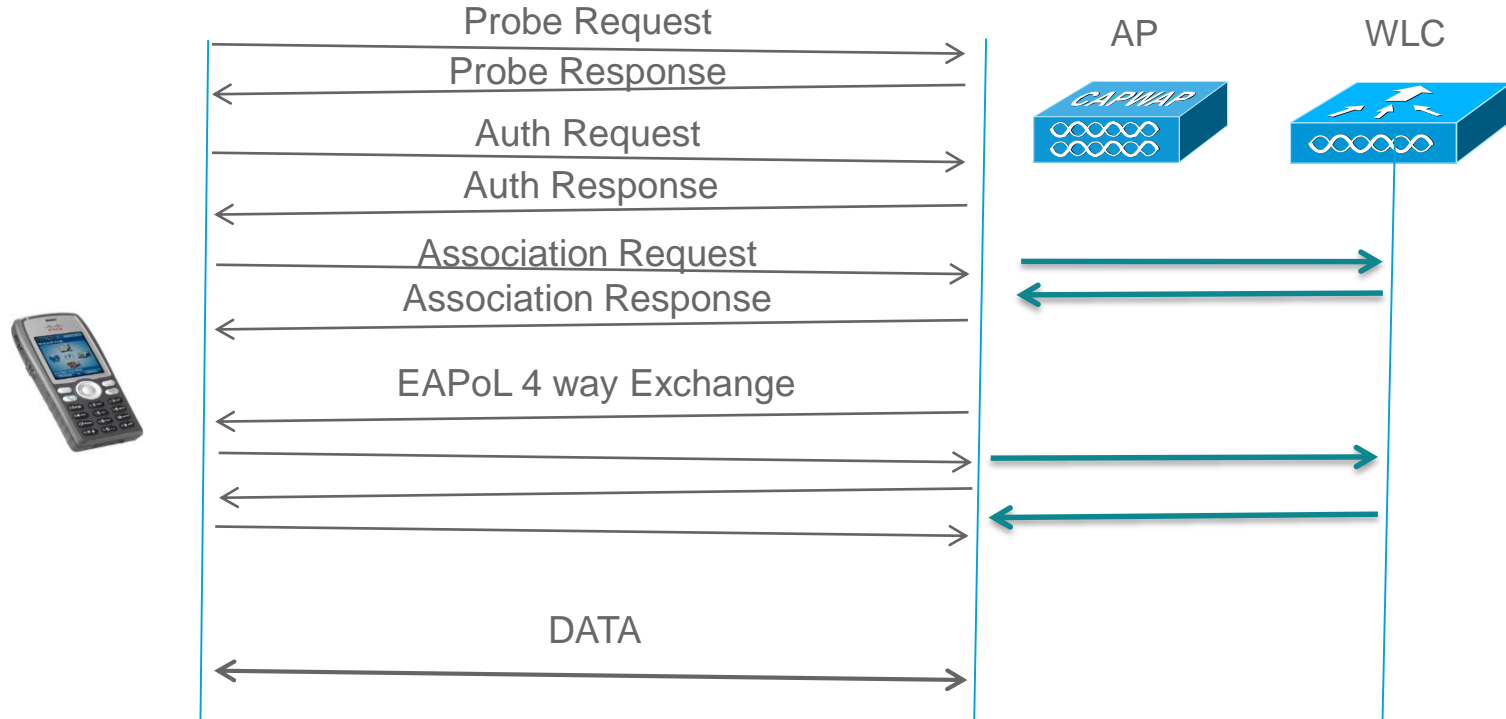 Probe Request
AP
WLC
Probe Response
CAPWAP
Auth Request
Auth Response
Association Request
Association Response
EAPoL 4 way Exchange
DATA